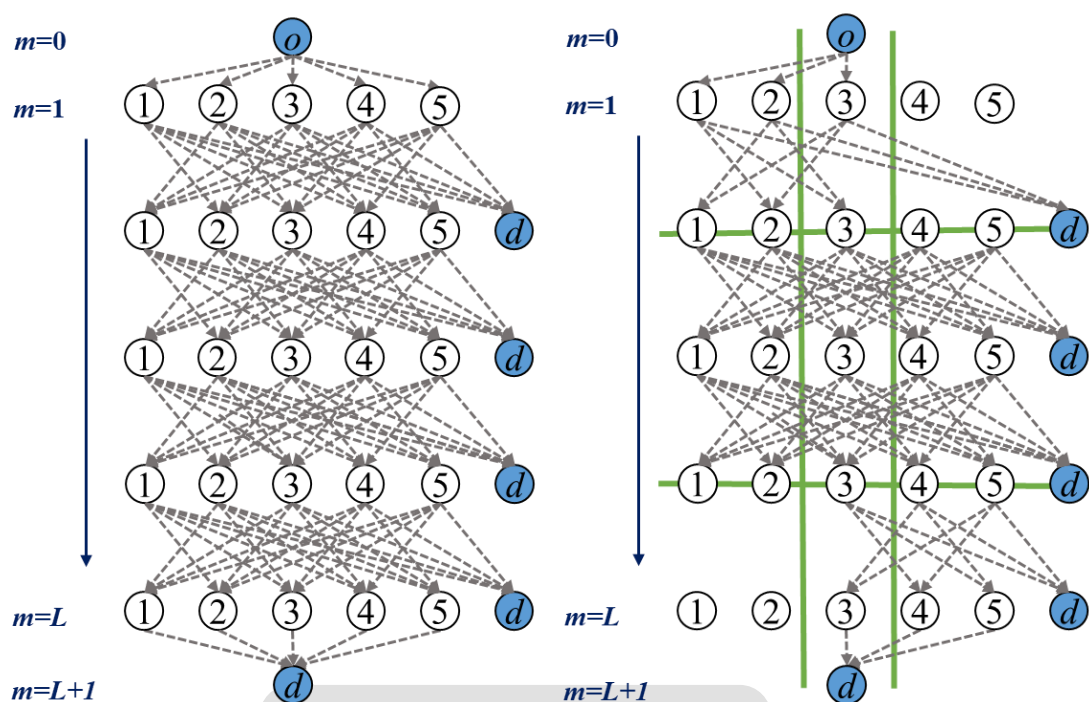 m=0 o m=0 o
m=1 1 2 3 4 5 m=1 1 2 3 4 5
1 2 3 4 5 d 1 2 3 4 5 d
1 2 3 4 5 d 1 2 3 4 5 d
1 2 3 4 5 d 1 2 3 4 5 d
m=L 1 2 3 4 5 d m=L 1 2 3 4 5 d
m=L+1 d m=L+1 d